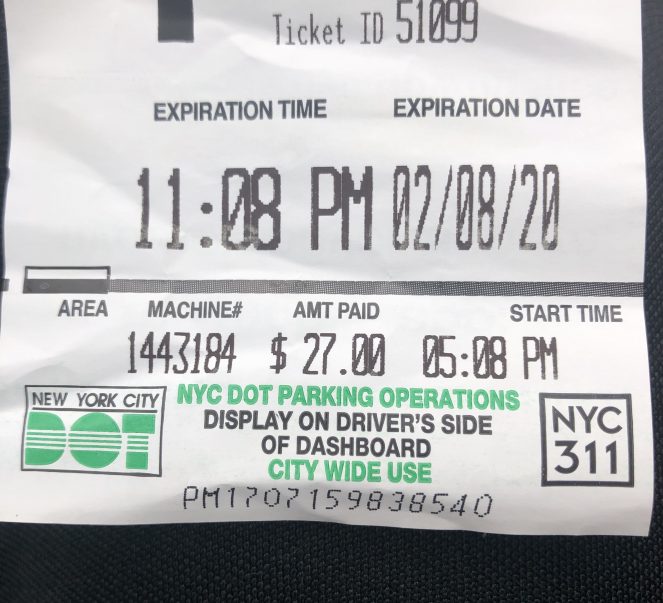 Ticket ID 51099
EXPIRATION TIME EXPIRATION DATE
11:08 PM 02/08/20
AREA MACHINE# AMT PAID START TIME
1443184 $ 27.00 05:08 PM
NEW YORK CITY
DOT
NYC DOT PARKING OPERATIONS
DISPLAY ON DRIVER'S SIDE
OF DASHBOARD
CITY WIDE USE
NYC
311
PM1707159838540